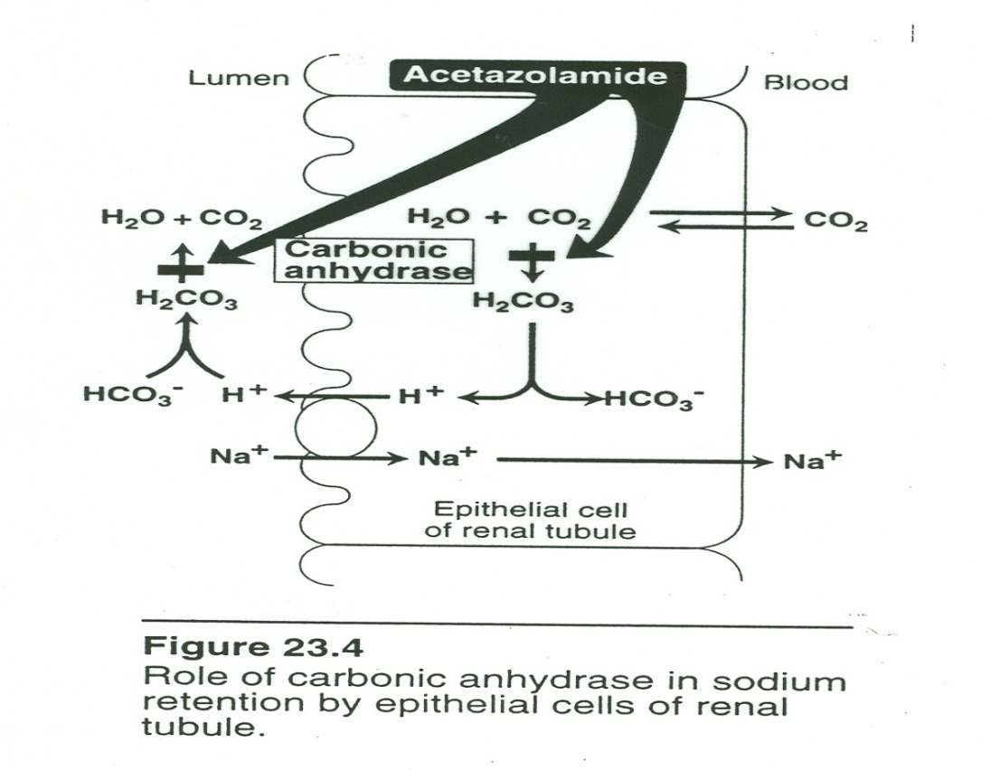 Lumen
Acetazolamide
Blood
H₂O + CO₂
H₂O + CO₂
CO₂
Carbonic
anhydrase
H₂CO₃
H₂CO₃
HCO₃⁻
H⁺
H⁺
HCO₃⁻
Na⁺
Na⁺
Na⁺
Epithelial cell
of renal tubule
Figure 23.4
Role of carbonic anhydrase in sodium
retention by epithelial cells of renal
tubule.